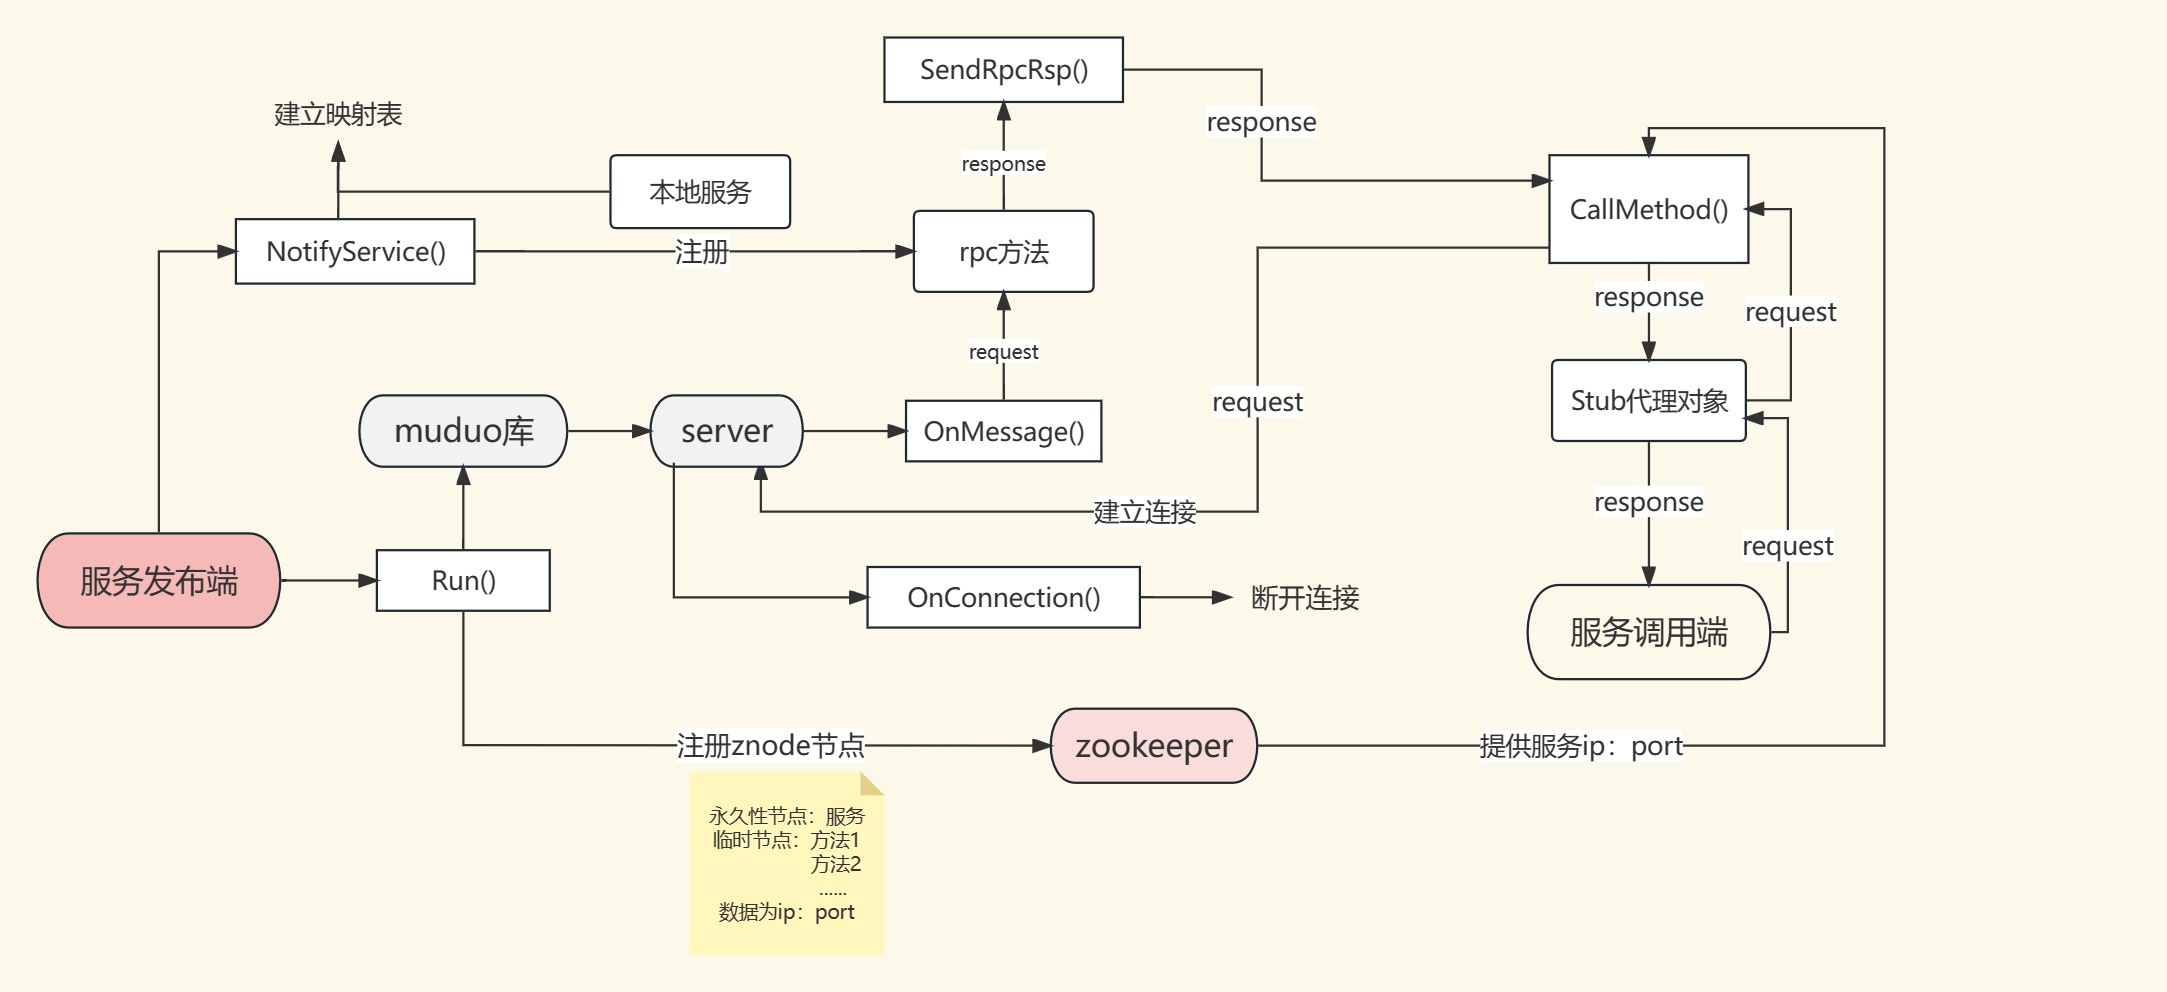 SendRpcRsp()
建立映射表
response
response
本地服务
CallMethod()
NotifyService()
注册
rpc方法
response
request
request
Stub代理对象
request
muduo库
server
OnMessage()
response
建立连接
request
服务发布端
Run()
OnConnection()
断开连接
服务调用端
注册znode节点
zookeeper
提供服务ip：port
永久性节点：服务
临时节点：方法1
方法2
......
数据为ip：port